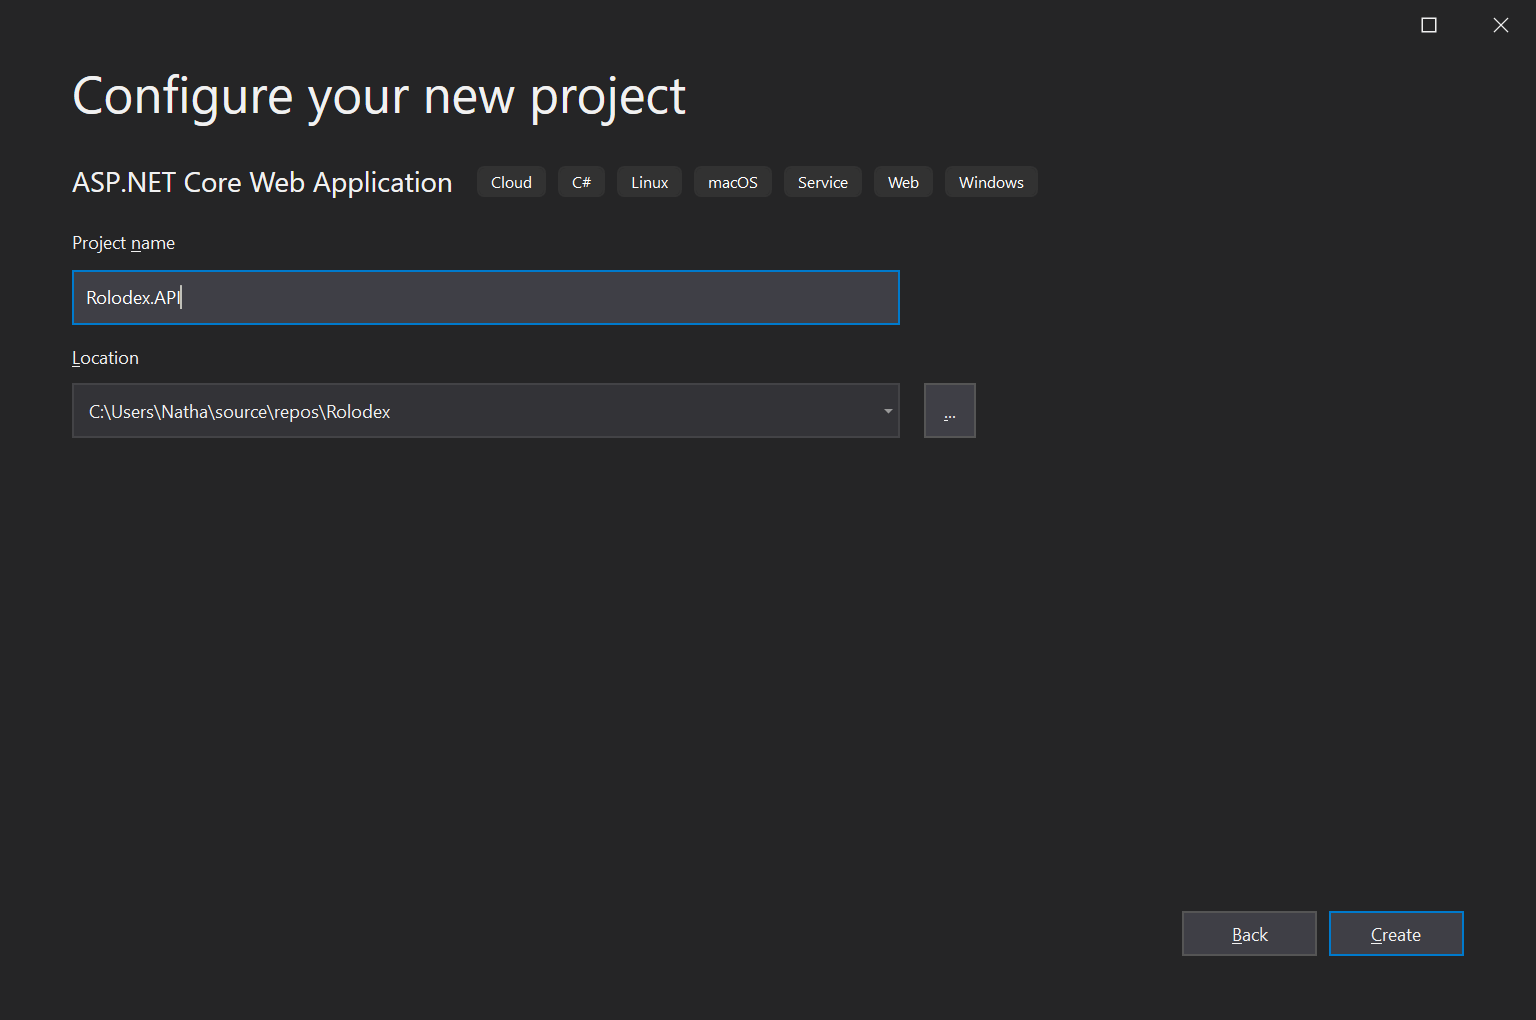 Configure your new project
ASP.NET Core Web Application Cloud C# Linux macOS Service Web Windows
Project name
Rolodex.API
Location
C:\Users\Natha\source\repos\Rolodex ...
Back Create